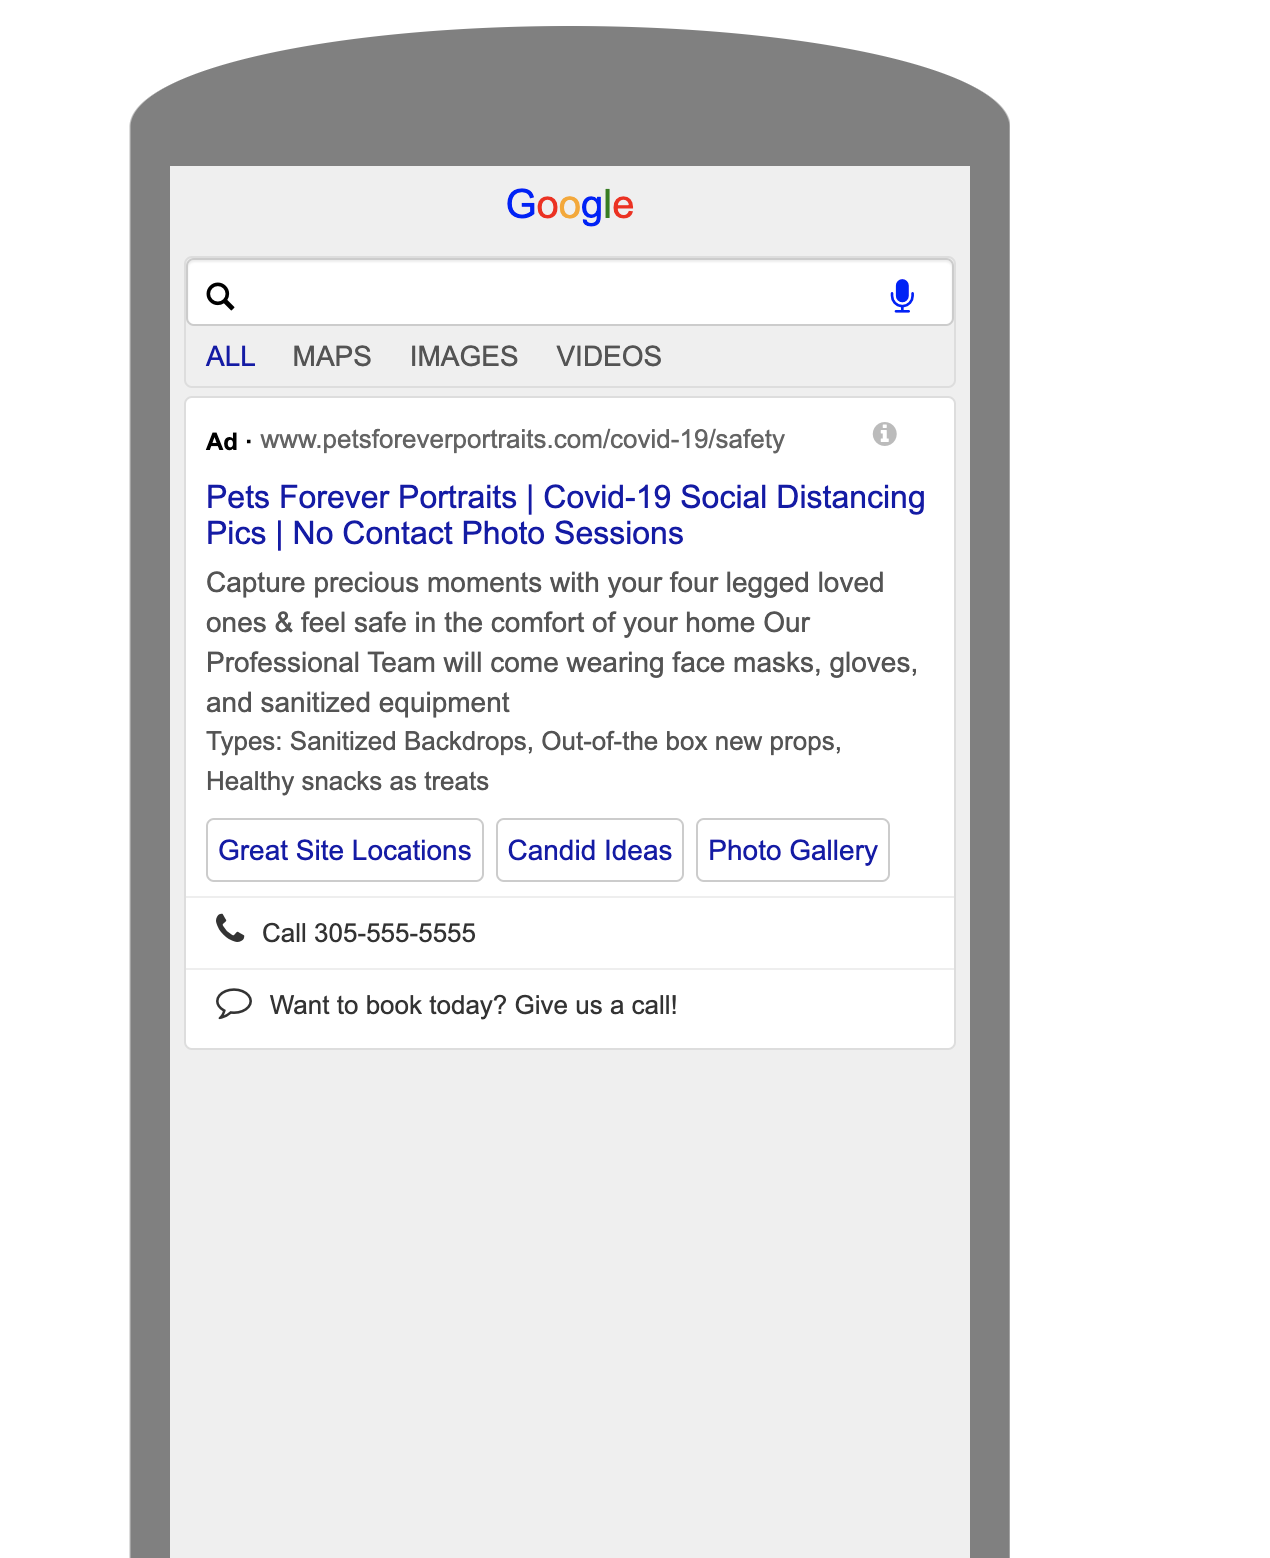 Google
ALL MAPS IMAGES VIDEOS
Ad · www.petsforeverportraits.com/covid-19/safety
Pets Forever Portraits | Covid-19 Social Distancing
Pics | No Contact Photo Sessions
Capture precious moments with your four legged loved
ones & feel safe in the comfort of your home Our
Professional Team will come wearing face masks, gloves,
and sanitized equipment
Types: Sanitized Backdrops, Out-of-the box new props,
Healthy snacks as treats
Great Site Locations Candid Ideas Photo Gallery
Call 305-555-5555
Want to book today? Give us a call!